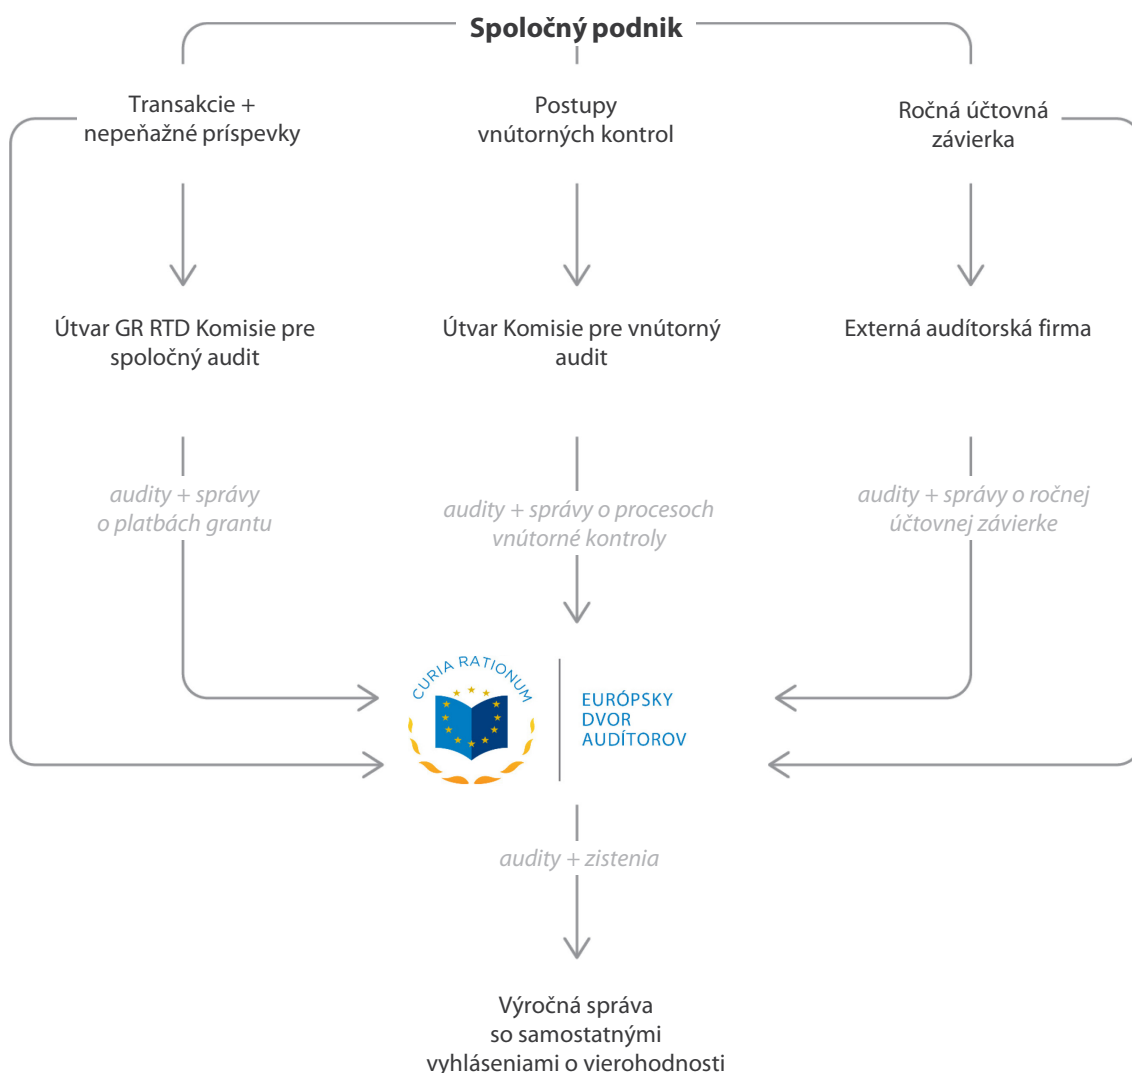 Spoločný podnik
Transakcie +
nepeňažné príspevky
Postupy
vnútorných kontrol
Ročná účtovná
závierka
Útvar GR RTD Komisie pre
spoločný audit
Útvar Komisie pre vnútorný
audit
Externá audítorská firma
audity + správy
o platbách grantu
audity + správy o procesoch
vnútorné kontroly
audity + správy o ročnej
účtovnej závierke
CURIA RATIONUM
EURÓPSKY
DVOR
AUDÍTOROV
audity + zistenia
Výročná správa
so samostatnými
vyhláseniami o vierohodnosti